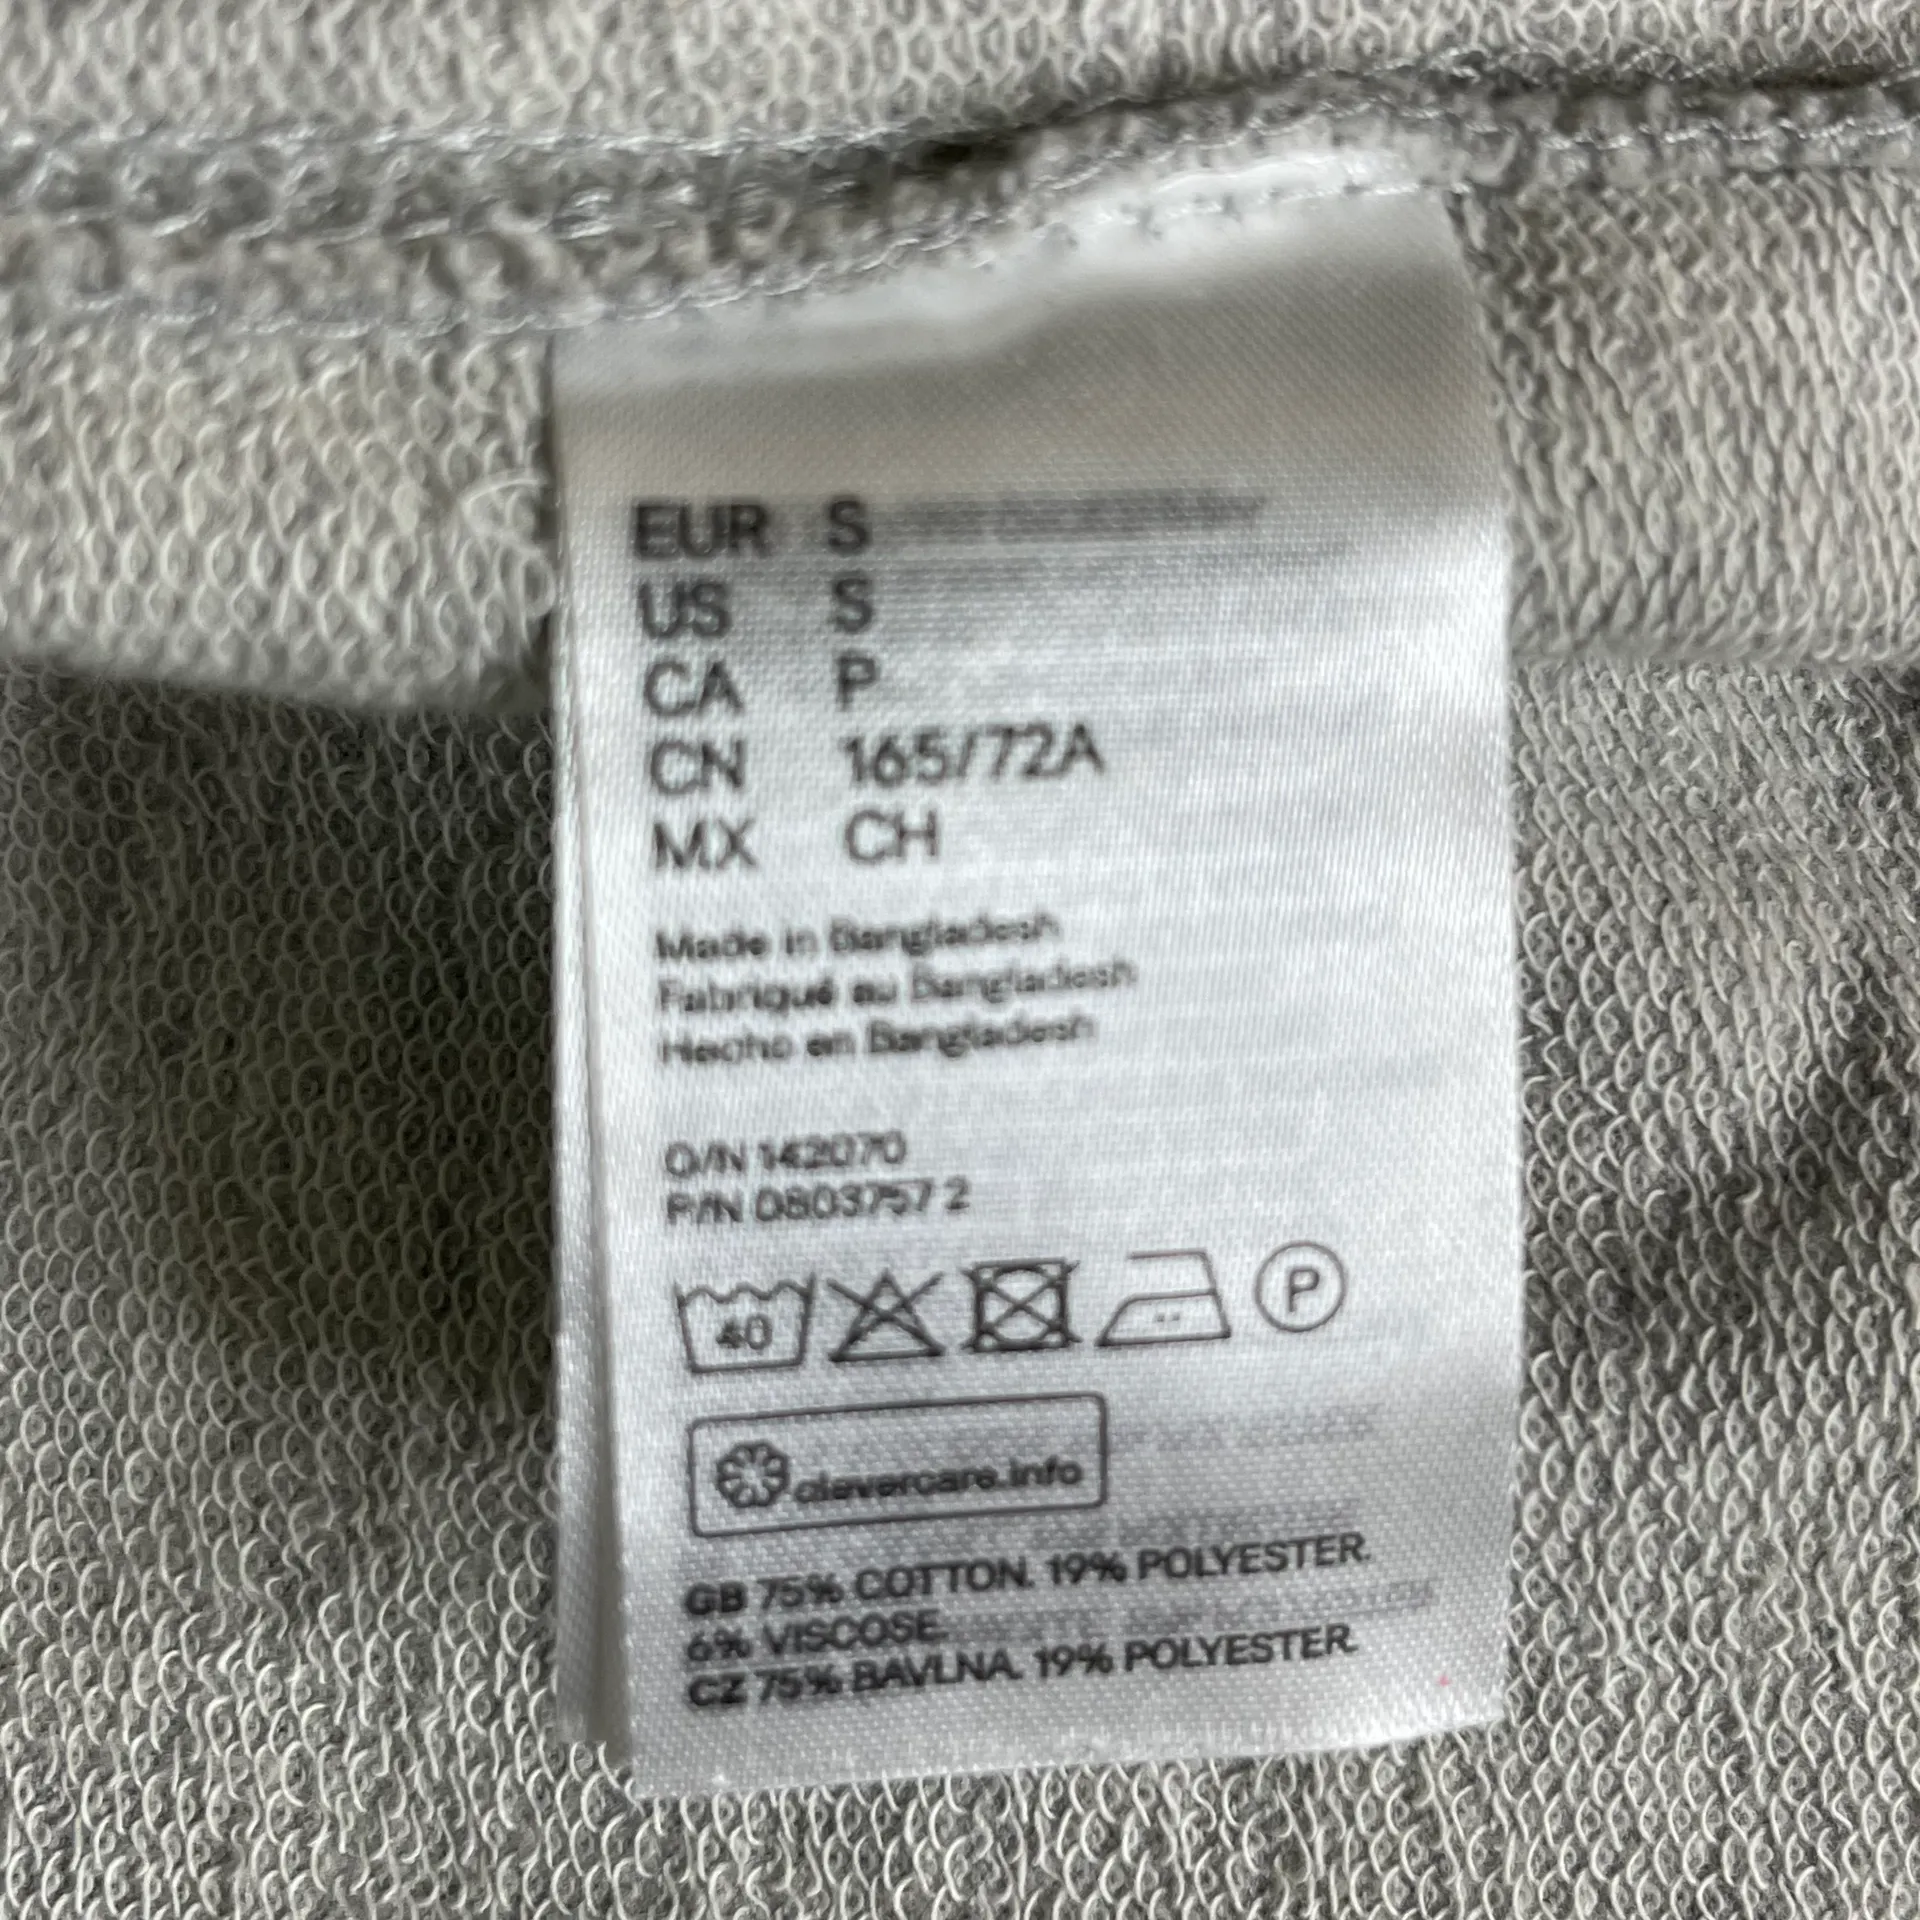 EUR S
US S
CA P
CN 165/72A
MX CH
Made in Bangladesh
Fabriqué au Bangladesh
Hecho en Bangladesh
O/N 142070
P/N 0803757 2
40
P
clevercare.info
GB 75% COTTON. 19% POLYESTER.
6% VISCOSE.
CZ 75% BAVLNA. 19% POLYESTER.